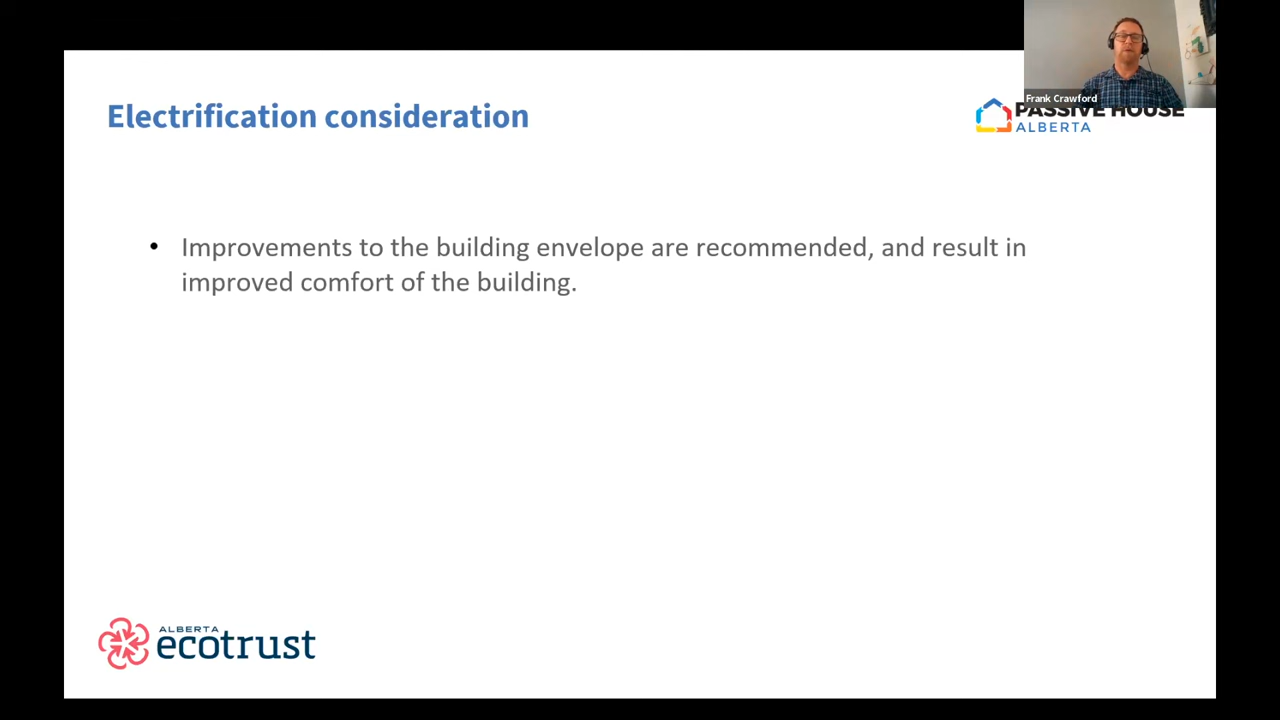 Frank Crawford
Electrification consideration
PASSIVE HOUSE
ALBERTA
• Improvements to the building envelope are recommended, and result in
improved comfort of the building.
ALBERTA
ecotrust